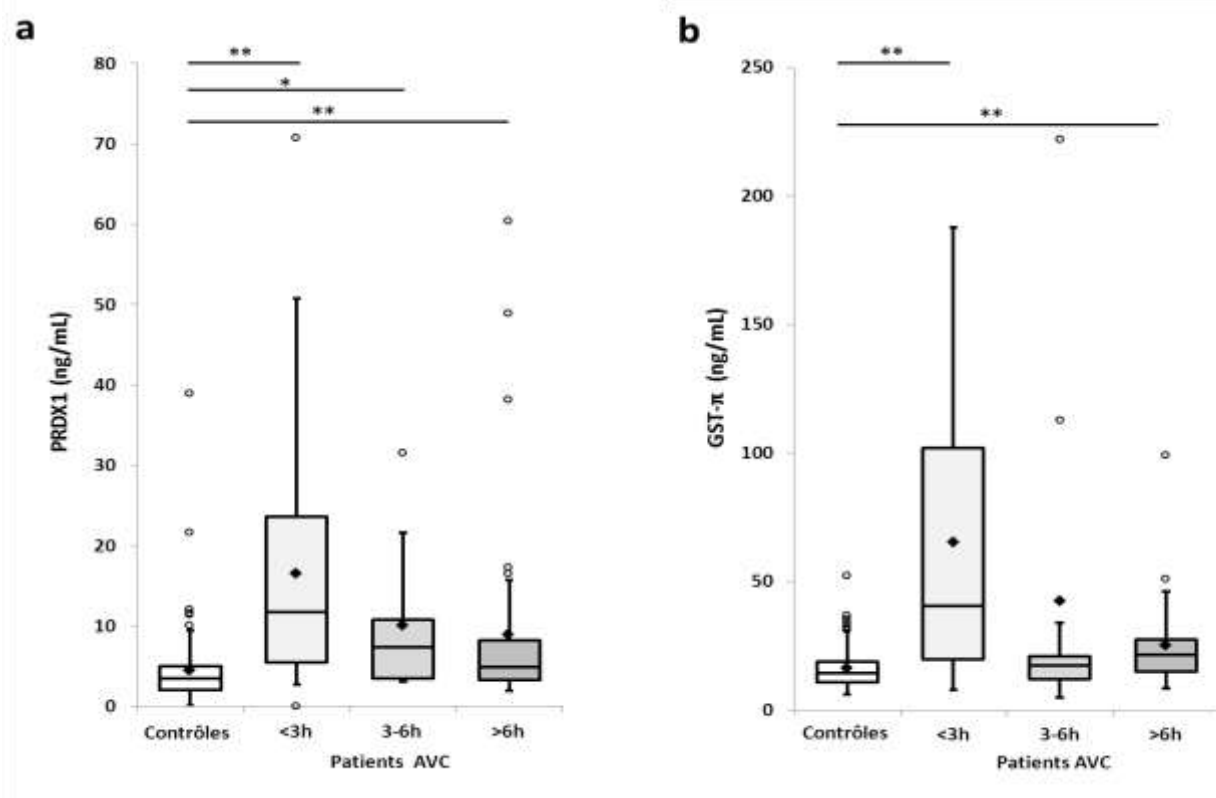 a
**
*
**
80
70
60
50
40
30
20
10
0
PRDX1 (ng/mL)
Contrôles <3h 3-6h >6h
Patients AVC
b
**
**
250
200
150
100
50
0
GST-π (ng/mL)
Contrôles <3h 3-6h >6h
Patients AVC